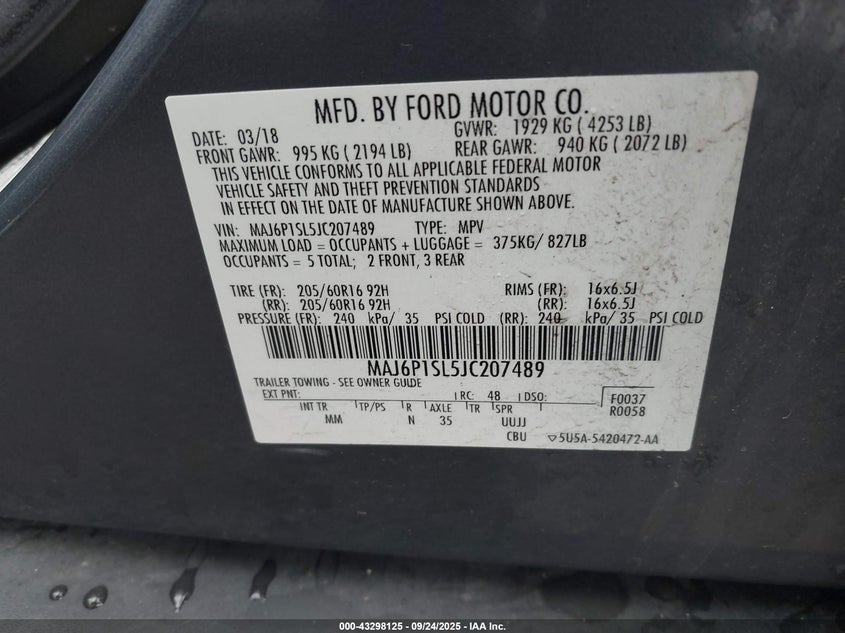 MFD. BY FORD MOTOR CO.
DATE: 03/18 GVWR: 1929 KG ( 4253 LB)
FRONT GAWR: 995 KG ( 2194 LB) REAR GAWR: 940 KG ( 2072 LB)
THIS VEHICLE CONFORMS TO ALL APPLICABLE FEDERAL MOTOR
VEHICLE SAFETY AND THEFT PREVENTION STANDARDS
IN EFFECT ON THE DATE OF MANUFACTURE SHOWN ABOVE.
VIN: MAJ6P1SL5JC207489 TYPE: MPV
MAXIMUM LOAD = OCCUPANTS + LUGGAGE = 375KG/ 827LB
OCCUPANTS = 5 TOTAL; 2 FRONT, 3 REAR
TIRE (FR): 205/60R16 92H RIMS (FR): 16x6.5J
(RR): 205/60R16 92H (RR): 16x6.5J
PRESSURE (FR): 240 kPa/ 35 PSI COLD (RR): 240 kPa/ 35 PSI COLD
MAJ6P1SL5JC207489
TRAILER TOWING - SEE OWNER GUIDE
EXT PNT: RC: 48 DSO: F0037
INT TR TP/PS R AXLE TR SPR R0058
MM N 35 UUJJ
CBU 5U5A-5420472-AA
000-43298125 - 09/24/2025 - IAA Inc.